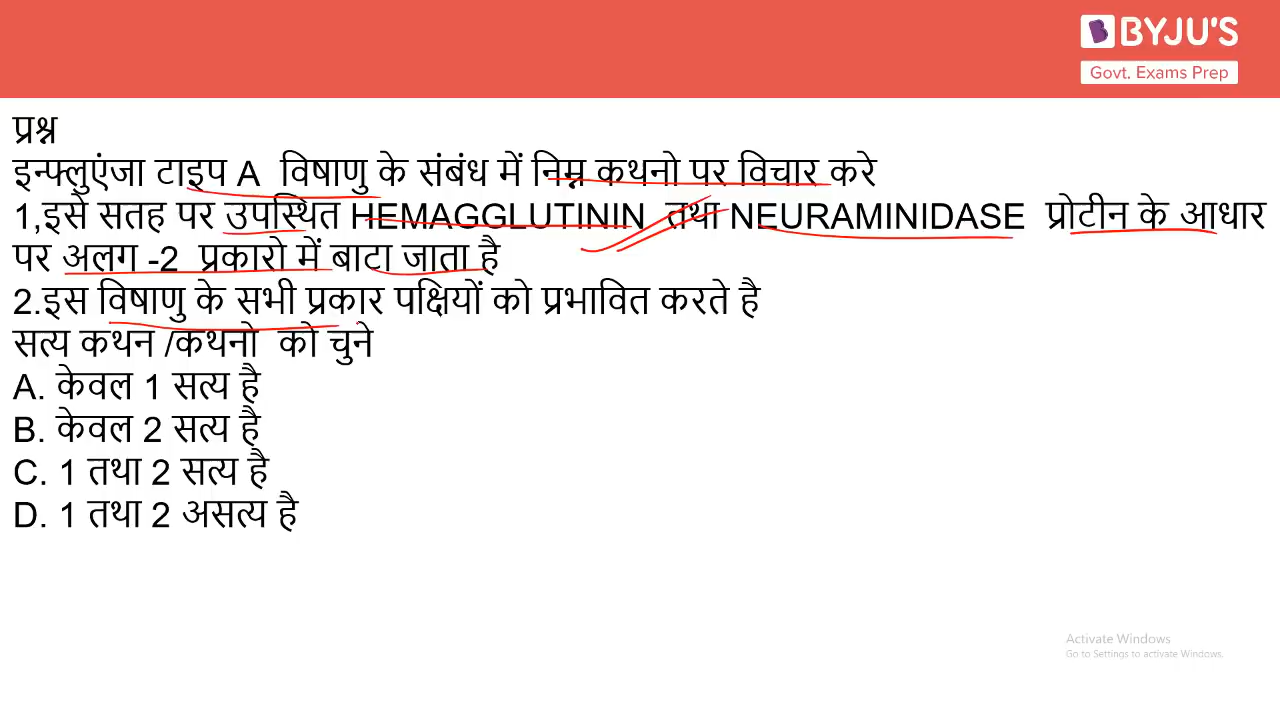 BYJU'S
Govt. Exams Prep
प्रश्न
इन्फ्लुएंजा टाइप A विषाणु के संबंध में निम्न कथनो पर विचार करे
1,इसे सतह पर उपस्थित HEMAGGLUTININ तथा NEURAMINIDASE प्रोटीन के आधार
पर अलग -2 प्रकारो में बाटा जाता है
2.इस विषाणु के सभी प्रकार पक्षियों को प्रभावित करते है
सत्य कथन /कथनो को चुने
A. केवल 1 सत्य है
B. केवल 2 सत्य है
C. 1 तथा 2 सत्य है
D. 1 तथा 2 असत्य है
Activate Windows
Go to Settings to activate Windows.